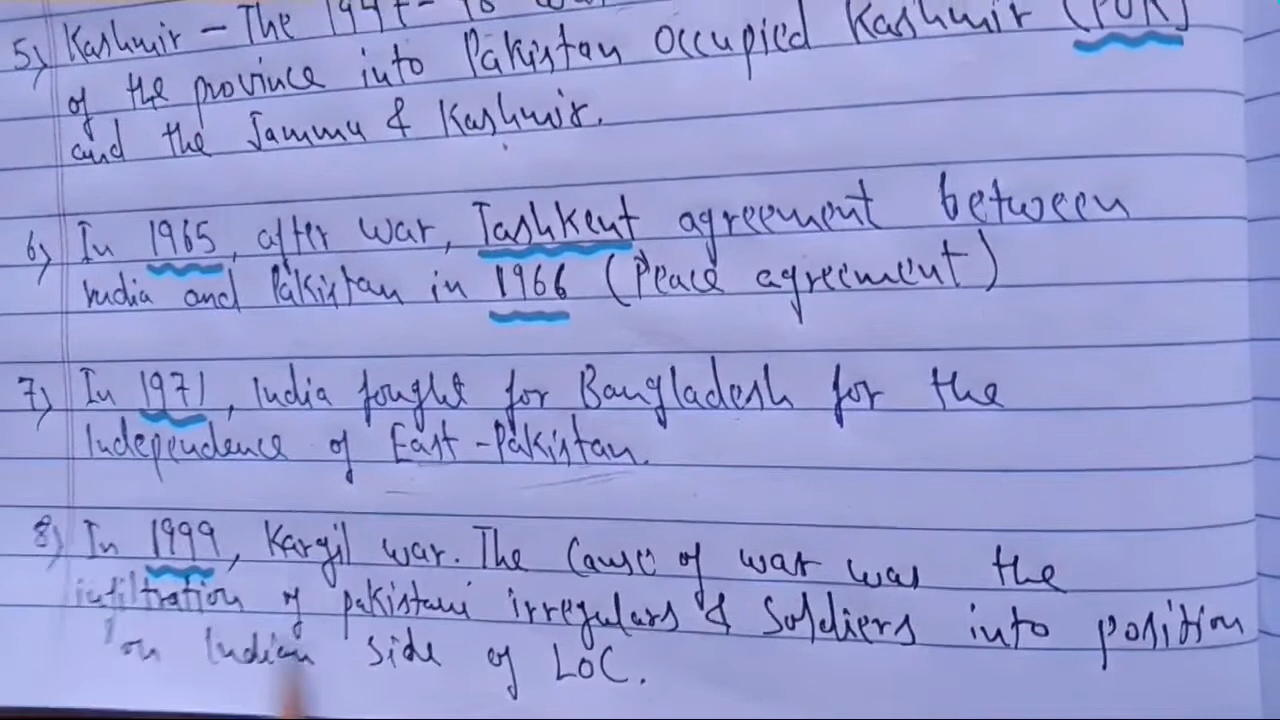 5) Kashmir - The 1947-48 war
of the province into Pakistan Occupied Kashmir (POK)
and the Jammu & Kashmir.
6) In 1965, after war, Tashkent agreement between
india and Pakistan in 1966 (Peace agreement)
7) In 1971, India fought for Bangladesh for the
Independence of East-Pakistan.
8) In 1999, Kargil war. The Cause of war was the
infiltration of pakistani irregulars & Soldiers into position
on Indian side of LOC.